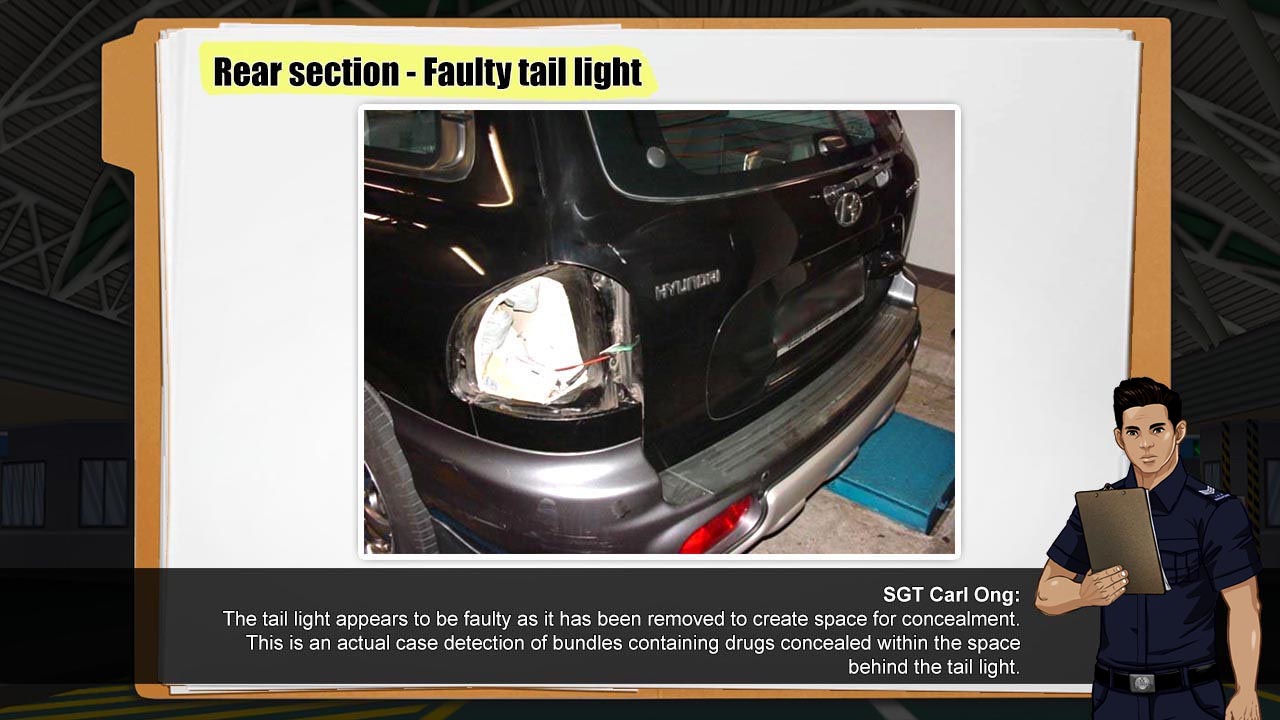 Rear section - Faulty tail light
HYUNDAI
SGT Carl Ong:
The tail light appears to be faulty as it has been removed to create space for concealment.
This is an actual case detection of bundles containing drugs concealed within the space
behind the tail light.